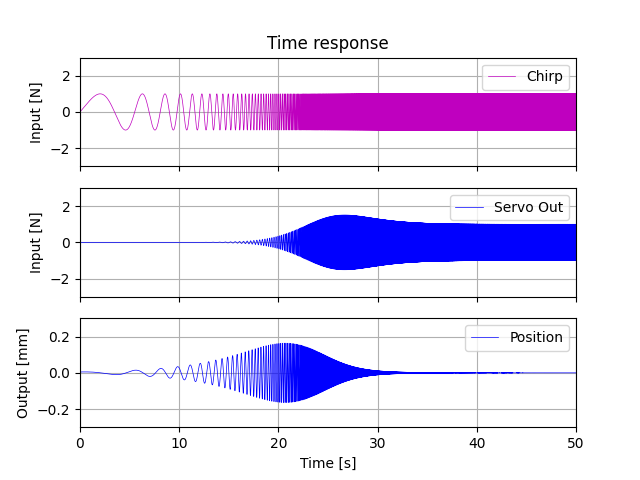 Time response
Input [N]
2
0
−2
Chirp
Input [N]
2
0
−2
Servo Out
Output [mm]
0.2
0.0
−0.2
Position
0 10 20 30 40 50
Time [s]